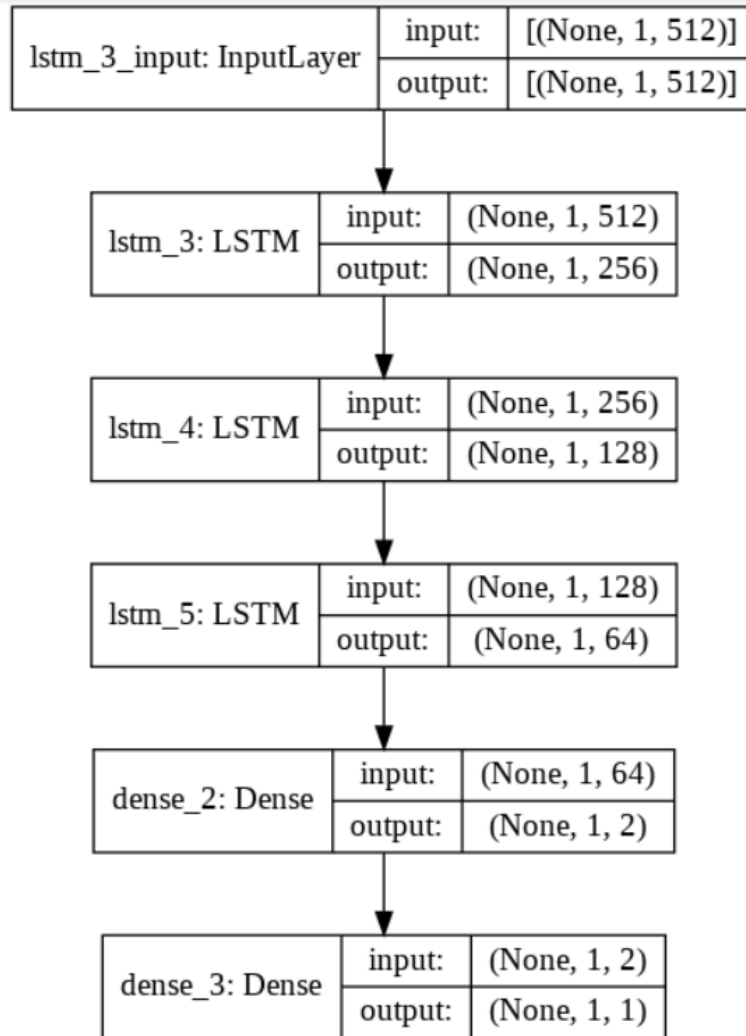 lstm_3_input: InputLayer
input: [(None, 1, 512)]
output: [(None, 1, 512)]
lstm_3: LSTM
input: (None, 1, 512)
output: (None, 1, 256)
lstm_4: LSTM
input: (None, 1, 256)
output: (None, 1, 128)
lstm_5: LSTM
input: (None, 1, 128)
output: (None, 1, 64)
dense_2: Dense
input: (None, 1, 64)
output: (None, 1, 2)
dense_3: Dense
input: (None, 1, 2)
output: (None, 1, 1)